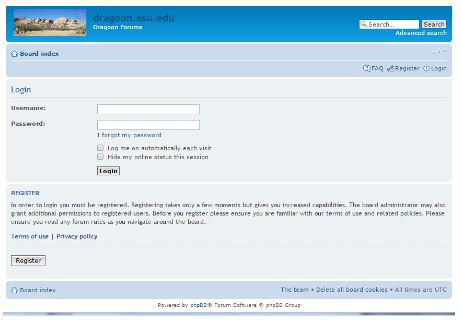 dragoon.asu.edu
Dragoon Forums
Search…
Search
Advanced search
Board index
FAQ Register Login
Login
Username:
Password:
I forgot my password
Log me on automatically each visit
Hide my online status this session
Login
REGISTER
In order to login you must be registered. Registering takes only a few moments but gives you increased capabilities. The board administrator may also
grant additional permissions to registered users. Before you register please ensure you are familiar with our terms of use and related policies. Please
ensure you read any forum rules as you navigate around the board.
Terms of use | Privacy policy
Register
Board index
The team • Delete all board cookies • All times are UTC
Powered by phpBB® Forum Software © phpBB Group